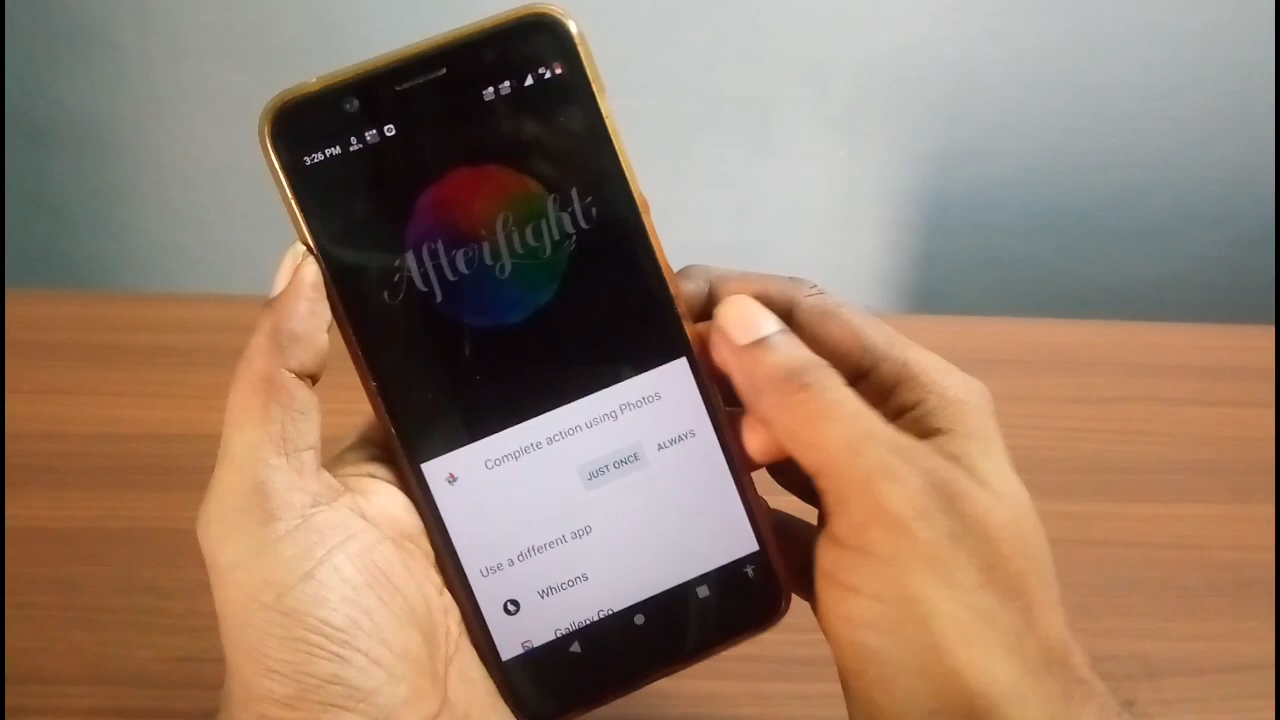 3:26 PM
Afterlight
Complete action using Photos
JUST ONCE
ALWAYS
Use a different app
Whicons
Gallery Go